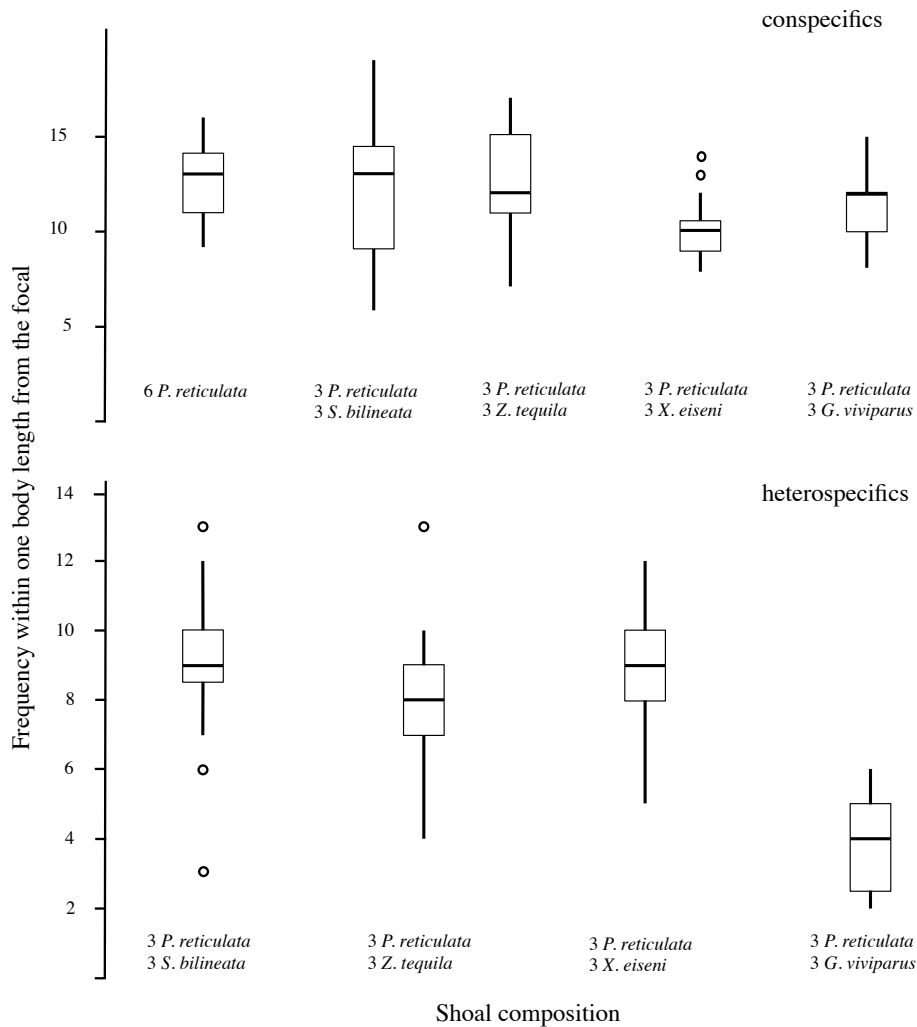 conspecifics
15
10
5
6 P. reticulata
3 P. reticulata
3 S. bilineata
3 P. reticulata
3 Z. tequila
3 P. reticulata
3 X. eiseni
3 P. reticulata
3 G. viviparus
Frequency within one body length from the focal
heterospecifics
14
12
10
8
6
4
2
3 P. reticulata
3 S. bilineata
3 P. reticulata
3 Z. tequila
3 P. reticulata
3 X. eiseni
3 P. reticulata
3 G. viviparus
Shoal composition